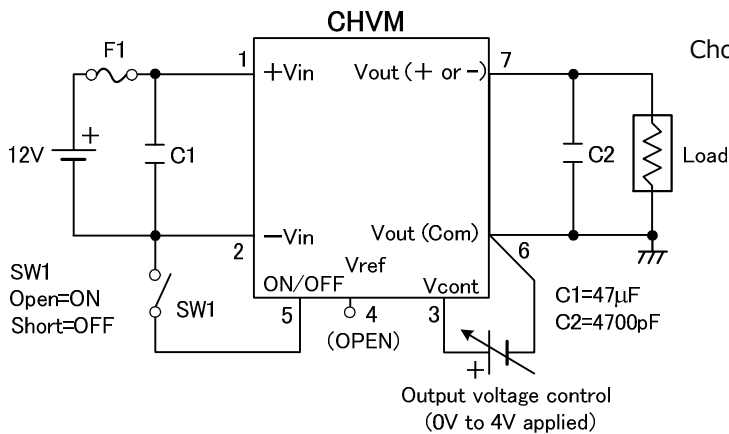 CHVM
F1
1
+Vin
Vout (+ or -)
7
Cho
12V
+
C1
C2
Load
2
-Vin
Vout (Com)
6
Vref
SW1
Open=ON
Short=OFF
SW1
ON/OFF
Vcont
5
4
(OPEN)
3
C1=47μF
C2=4700pF
+
Output voltage control
(0V to 4V applied)